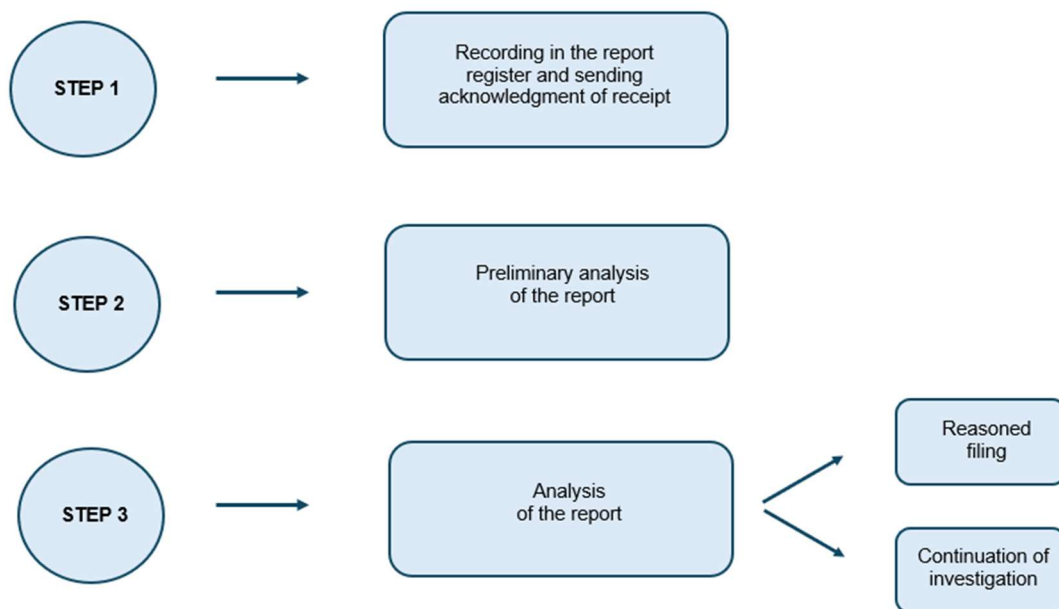 STEP 1
Recording in the report
register and sending
acknowledgment of receipt
STEP 2
Preliminary analysis
of the report
STEP 3
Analysis
of the report
Reasoned
filing
Continuation of
investigation